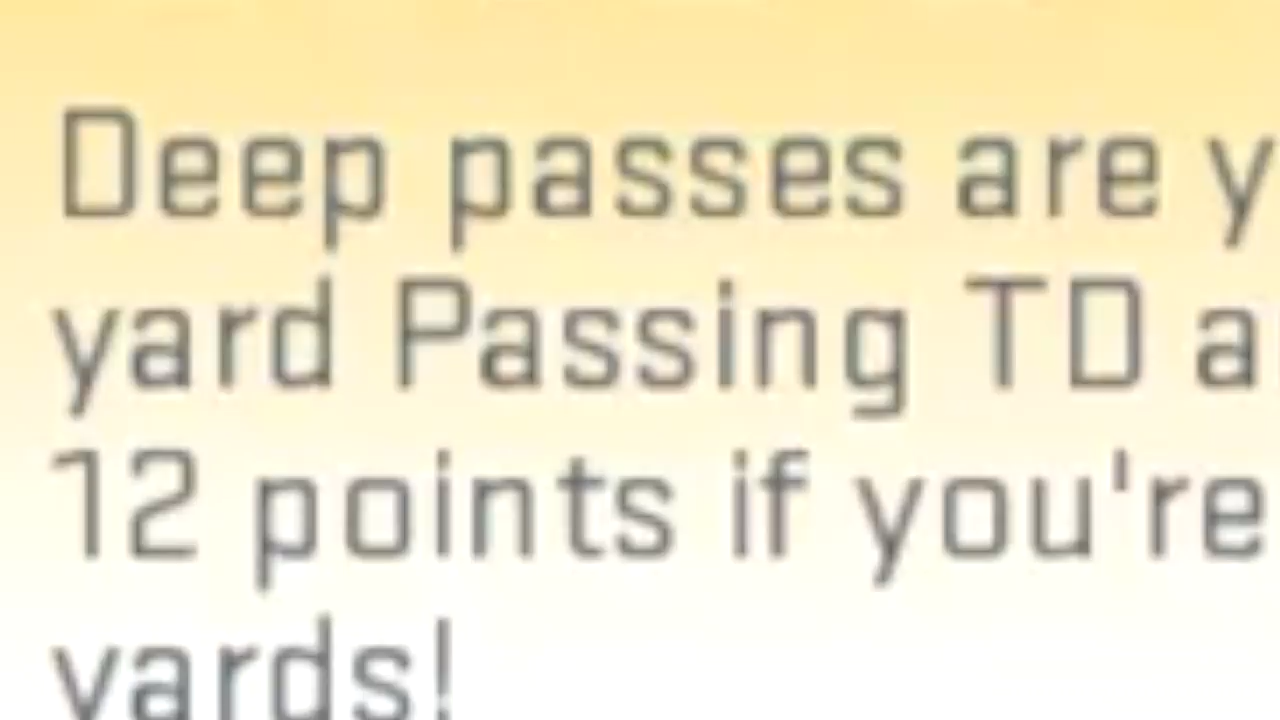 Deep passes are y
yard Passing TD a
12 points if you're
yards!